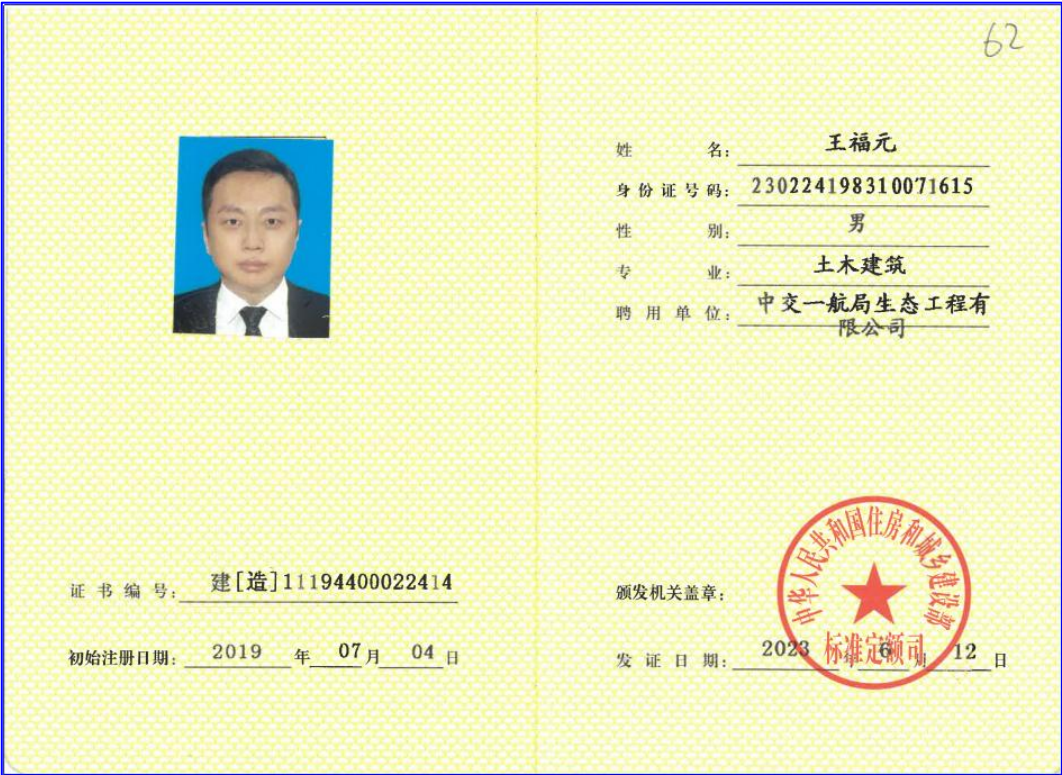 62
姓 名: 王福元
身份证号码: 230224198310071615
性 别: 男
专 业: 土木建筑
聘用单位: 中交一航局生态工程有
限公司
证书编号: 建[造]11194400022414
初始注册日期: 2019 年 07 月 04 日
颁发机关盖章:
中华人民共和国住房和城乡建设部
标准定额司
发证日期: 2023 年 6 月 12 日